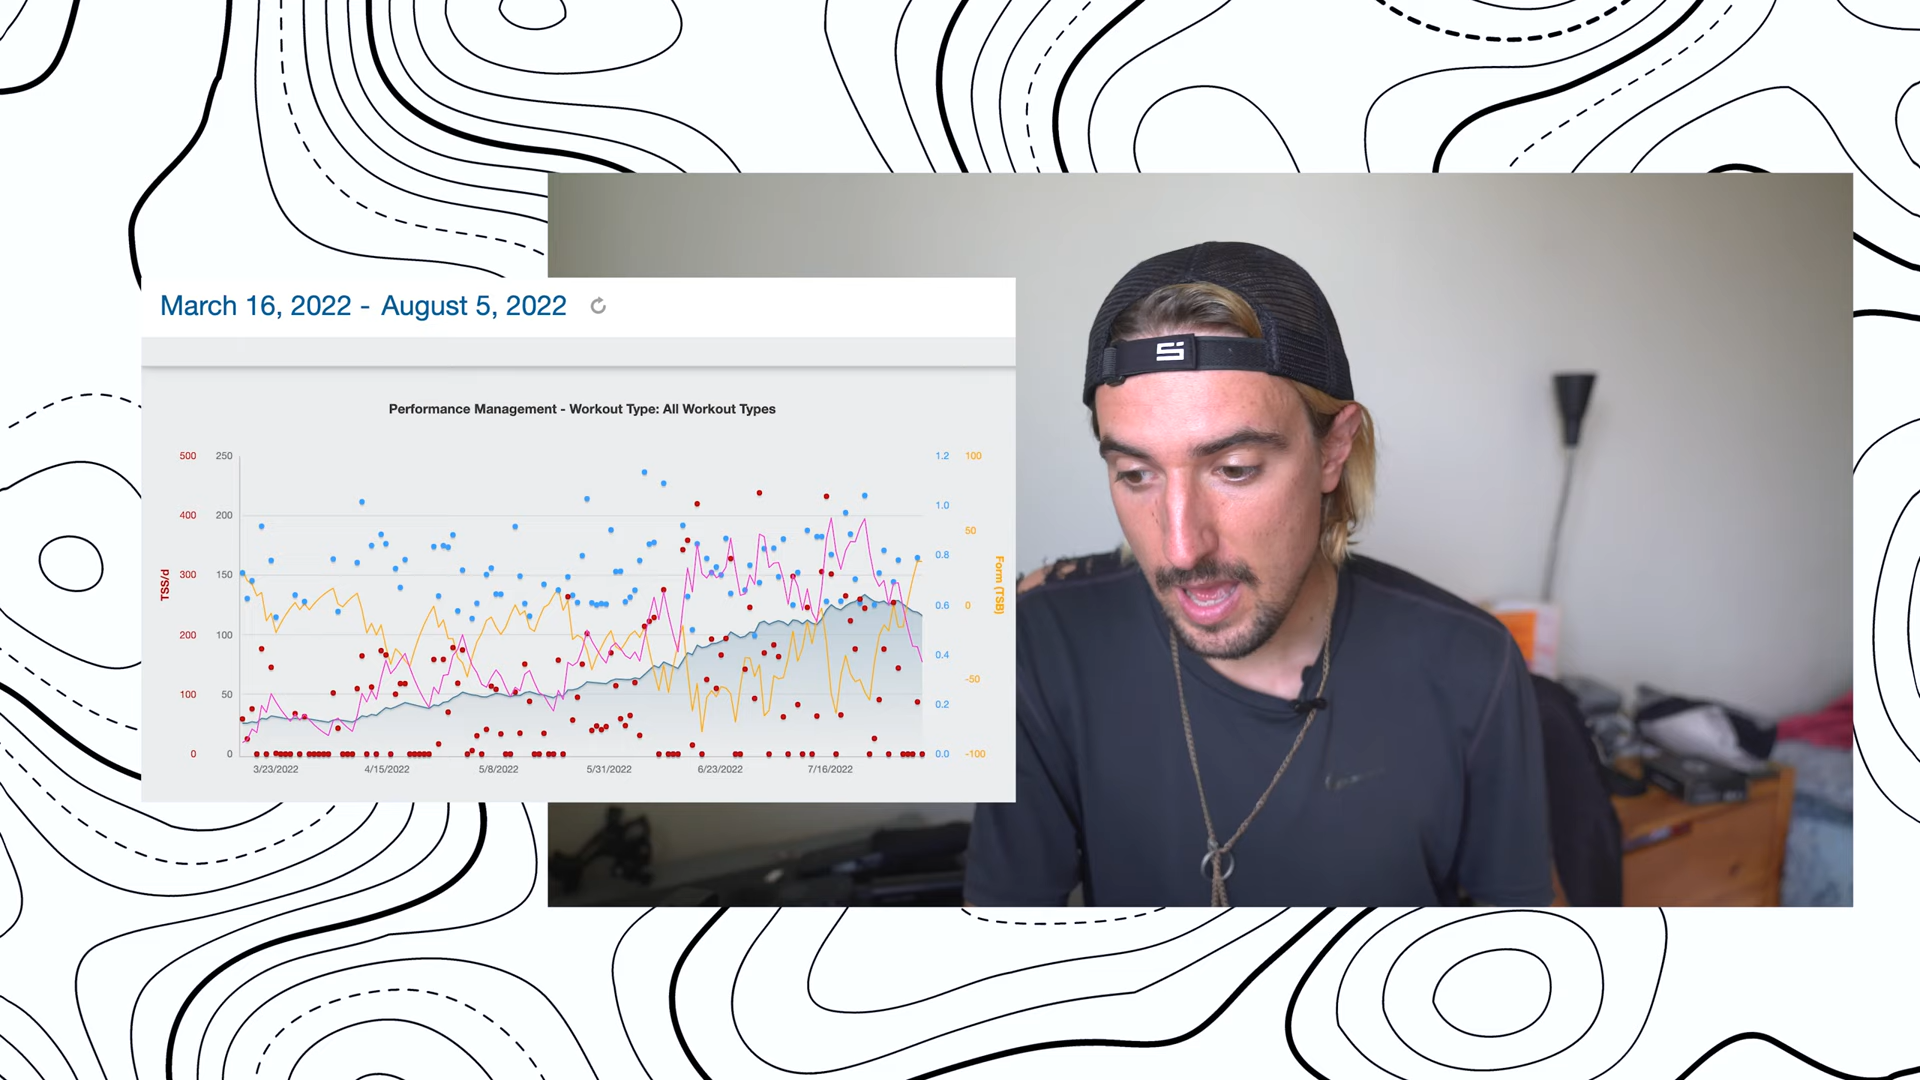 March 16, 2022 - August 5, 2022
Performance Management - Workout Type: All Workout Types
500 250 1.2 100
1.0
400 200 50
0.8
TSS/d 300 150 0.6 0 Form (TSB)
200 100 0.4
-50
100 50 0.2
0 0 0.0 -100
3/23/2022 4/15/2022 5/8/2022 5/31/2022 6/23/2022 7/16/2022